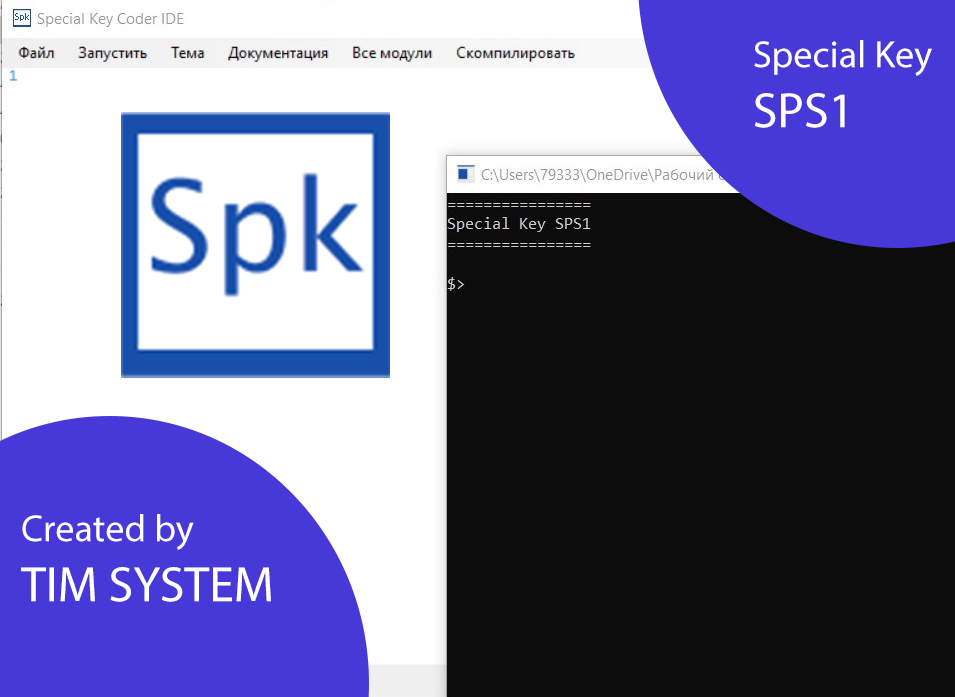 Spk Special Key Coder IDE
Файл Запустить Тема Документация Все модули Скомпилировать
1
Spk
Special Key
SPS1
C:\Users\79333\OneDrive\Рабочий
================
Special Key SPS1
================
$>
Created by
TIM SYSTEM